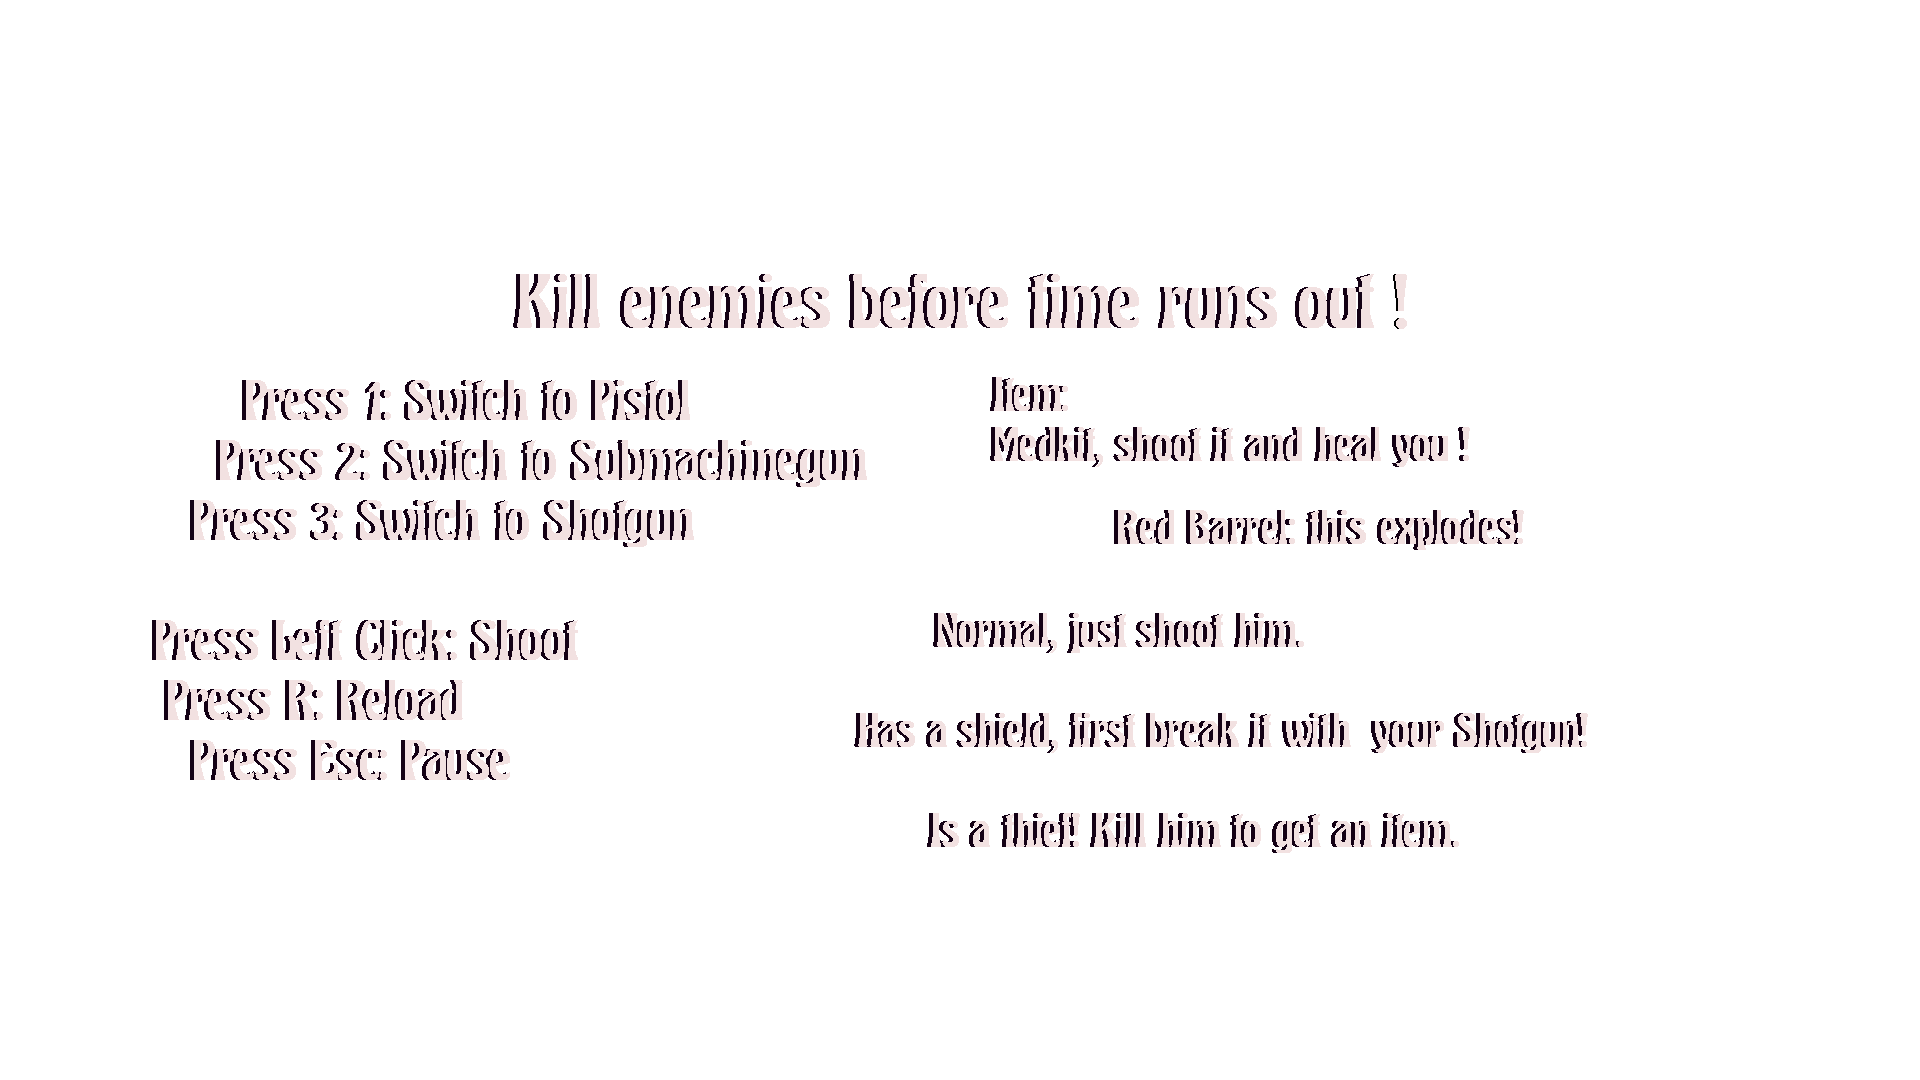 Kill enemies before time runs out !
Press 1: Switch to Pistol
Press 2: Switch to Submachinegun
Press 3: Switch to Shotgun
Press Left Click: Shoot
Press R: Reload
Press Esc: Pause
Item:
Medkit, shoot it and heal you !
Red Barrel: this explodes!
Normal, just shoot him.
Has a shield, first break it with  your Shotgun!
Is a thief! Kill him to get an item.